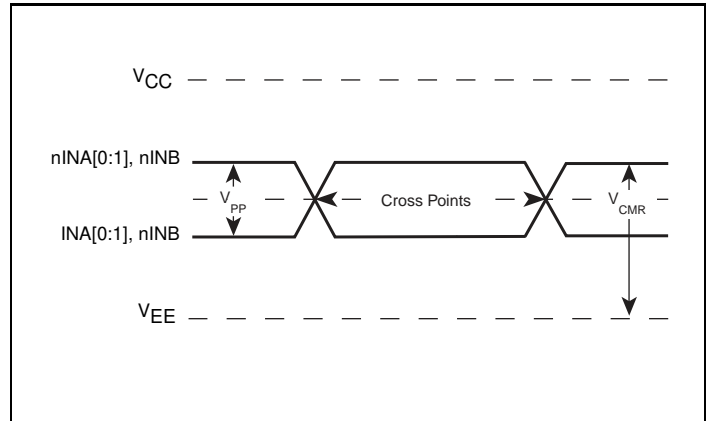 VCC
nINA[0:1], nINB
VPP
Cross Points
VCMR
INA[0:1], nINB
VEE